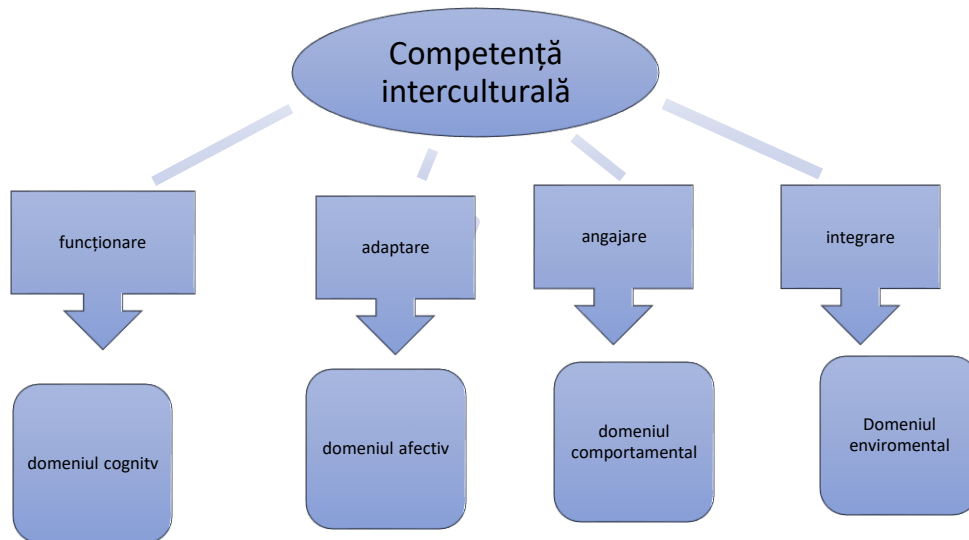 Competență
interculturală
funcționare
adaptare
angajare
integrare
domeniul cognitv
domeniul afectiv
domeniul
comportamental
Domeniul
enviromental